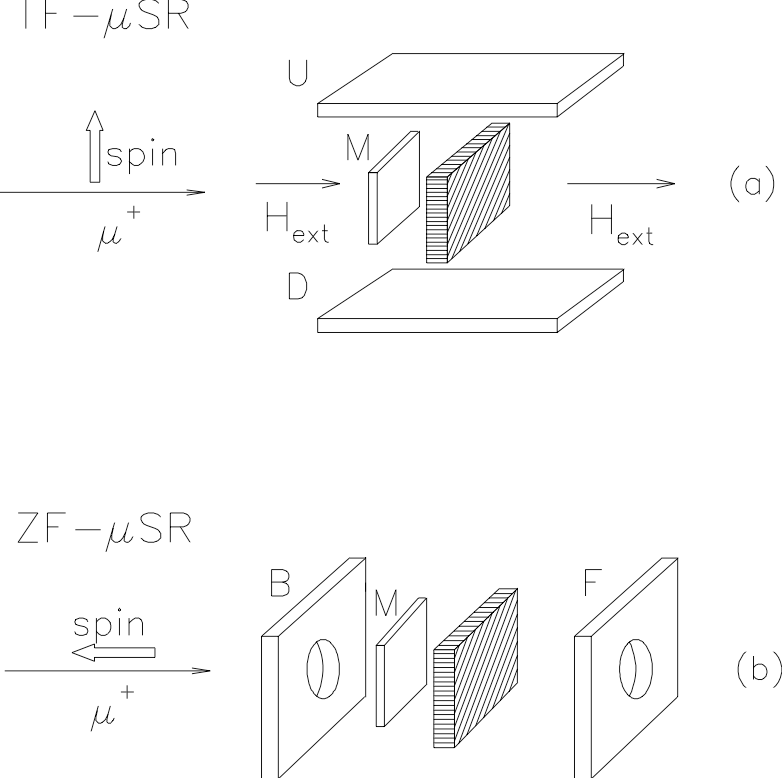 TF-μSR
U
spin
M
(a)
μ⁺
H_ext
H_ext
D
ZF-μSR
B
F
M
spin
(b)
μ⁺